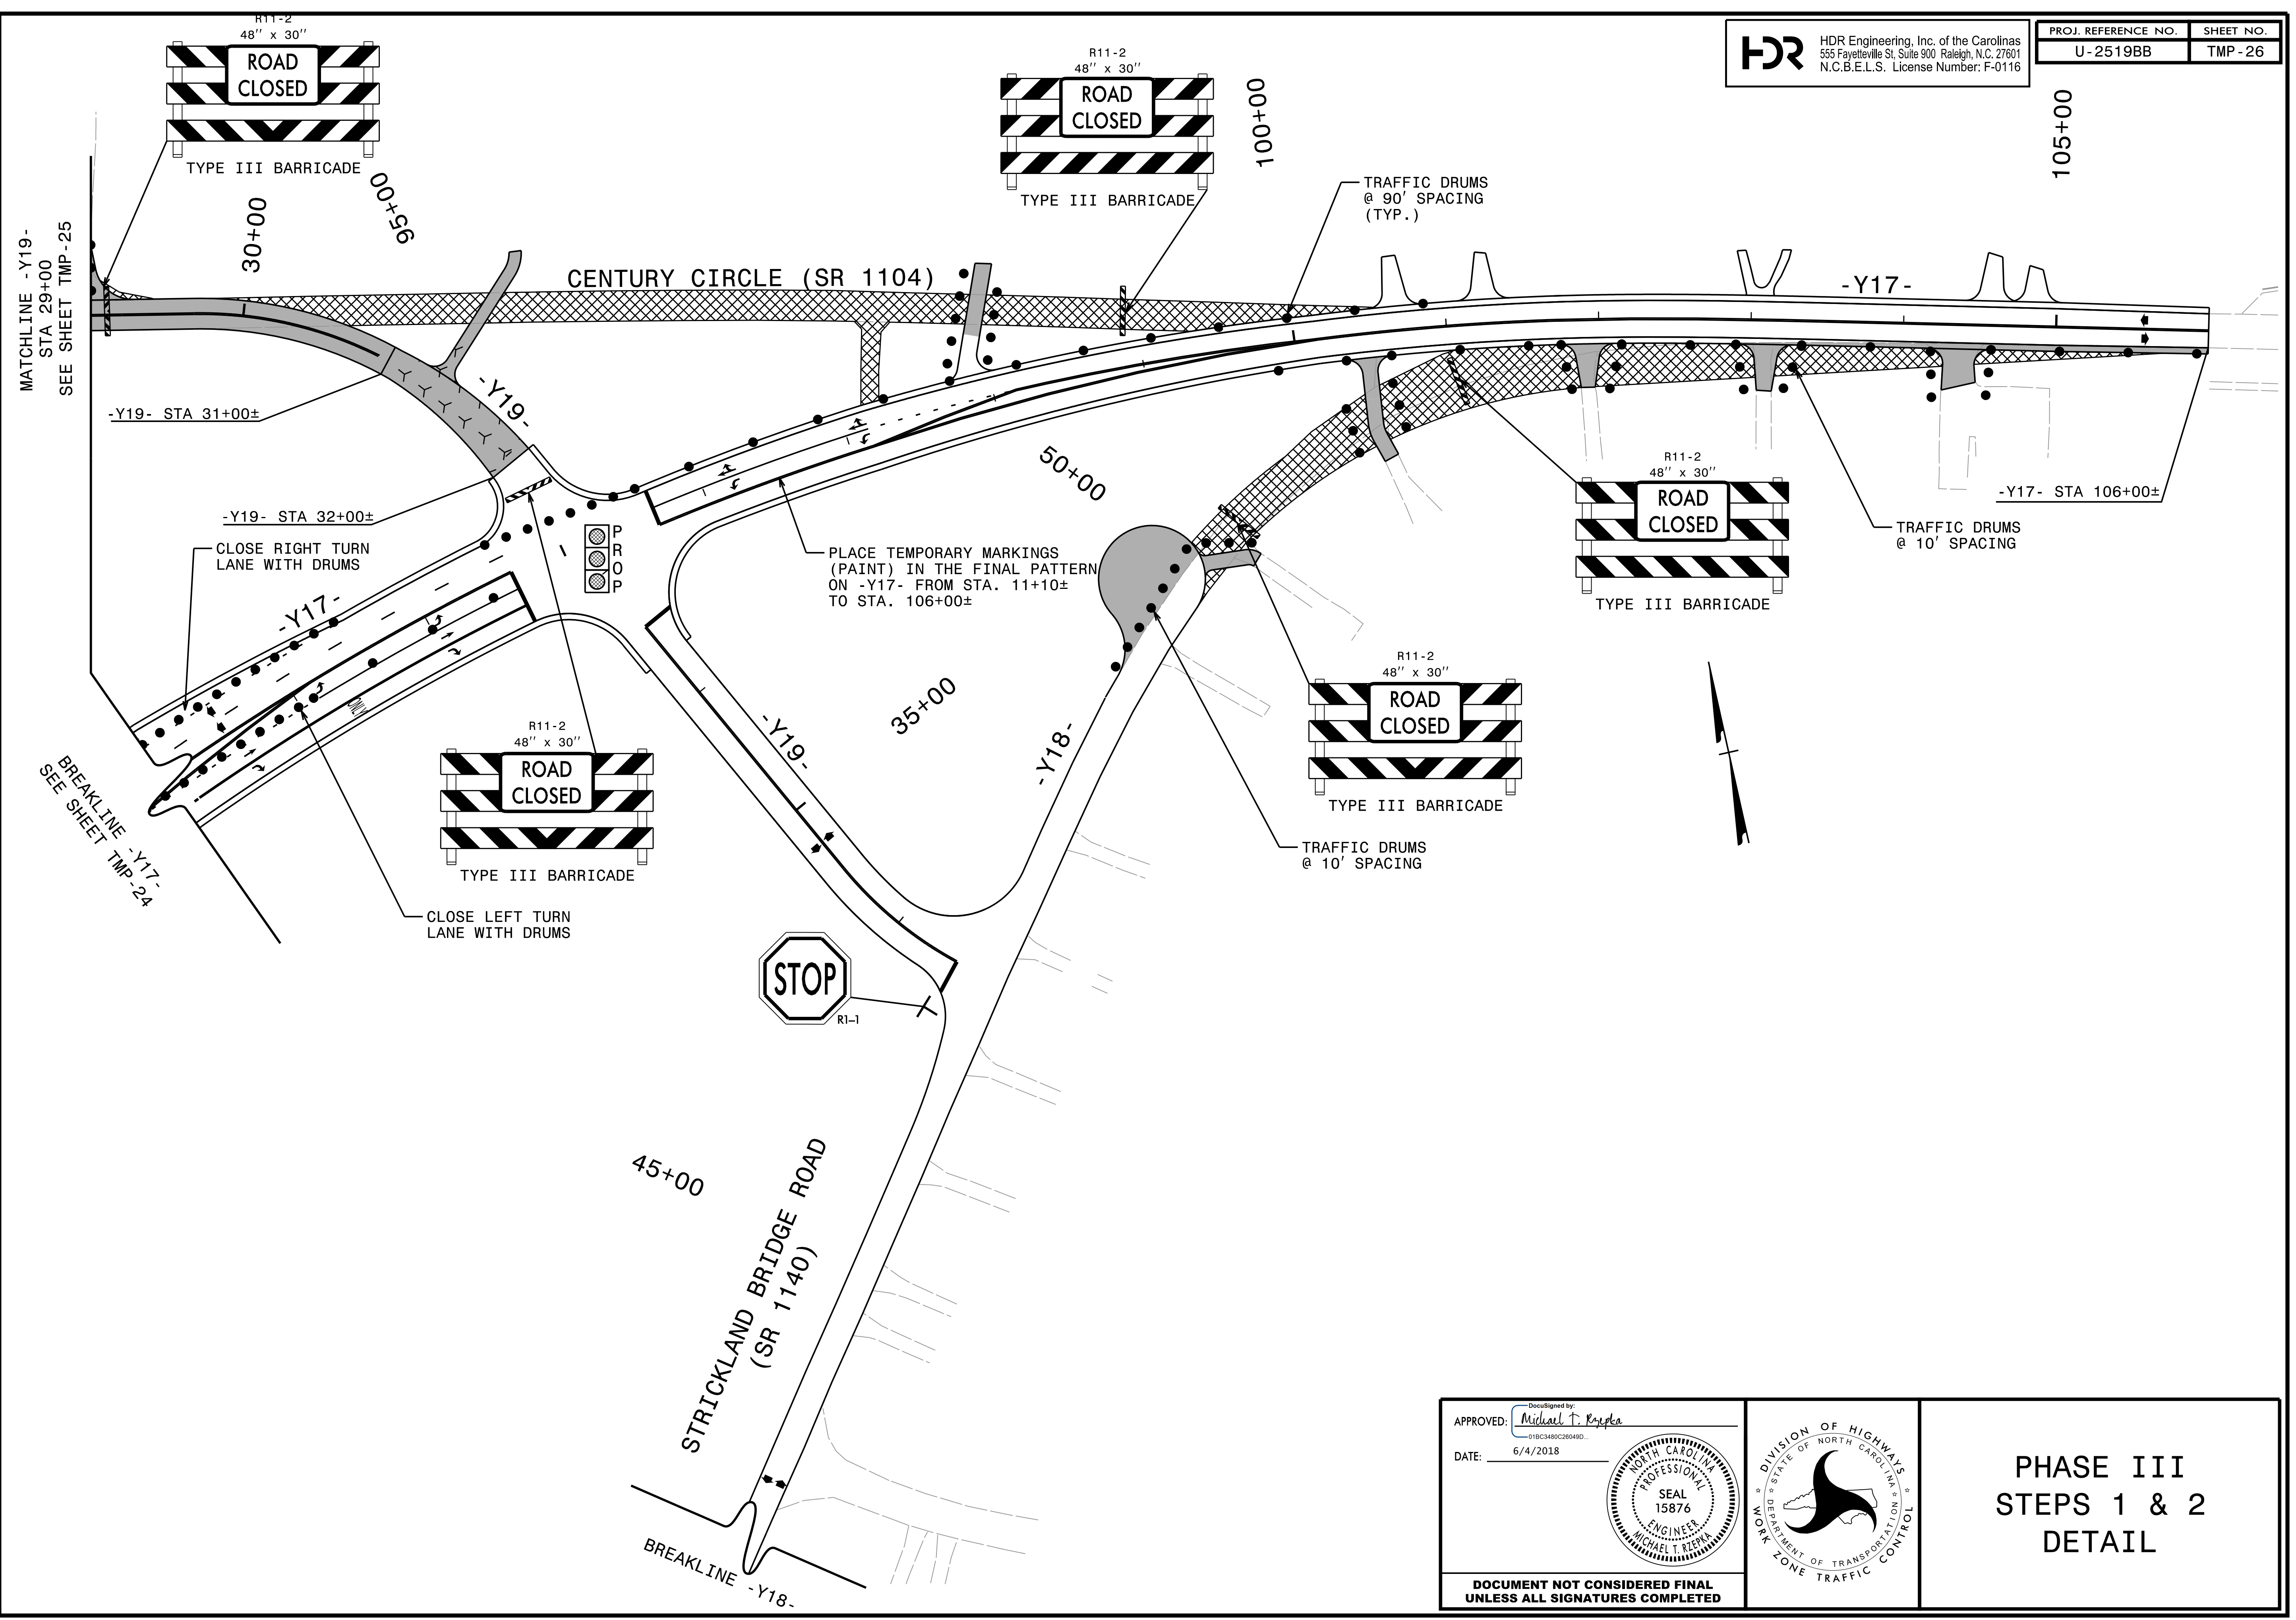 R11-2
48" x 30"
ROAD
CLOSED
TYPE III BARRICADE
R11-2
48" x 30"
ROAD
CLOSED
TYPE III BARRICADE
HDR
HDR Engineering, Inc. of the Carolinas
555 Fayetteville St, Suite 900 Raleigh, N.C. 27601
N.C.B.E.L.S. License Number: F-0116
PROJ. REFERENCE NO.
SHEET NO.
U-2519BB
TMP-26
MATCHLINE -Y19-
STA 29+00
SEE SHEET TMP-25
30+00
95+00
100+00
105+00
TRAFFIC DRUMS
@ 90' SPACING
(TYP.)
CENTURY CIRCLE (SR 1104)
-Y17-
-Y19- STA 31+00±
-Y19-
-Y19- STA 32+00±
CLOSE RIGHT TURN
LANE WITH DRUMS
-Y17-
PROP
PLACE TEMPORARY MARKINGS
(PAINT) IN THE FINAL PATTERN
ON -Y17- FROM STA. 11+10±
TO STA. 106+00±
50+00
R11-2
48" x 30"
ROAD
CLOSED
TYPE III BARRICADE
-Y17- STA 106+00±
TRAFFIC DRUMS
@ 10' SPACING
R11-2
48" x 30"
ROAD
CLOSED
TYPE III BARRICADE
TRAFFIC DRUMS
@ 10' SPACING
35+00
-Y19-
-Y18-
R11-2
48" x 30"
ROAD
CLOSED
TYPE III BARRICADE
BREAKLINE -Y17-
SEE SHEET TMP-24
CLOSE LEFT TURN
LANE WITH DRUMS
STOP
R1-1
45+00
STRICKLAND BRIDGE ROAD
(SR 1140)
BREAKLINE -Y18-
APPROVED:
DocuSigned by:
Michael T. Rzepka
01BC3480C26049D...
DATE: 6/4/2018
NORTH CAROLINA
PROFESSIONAL
SEAL
15876
ENGINEER
MICHAEL T. RZEPKA
DOCUMENT NOT CONSIDERED FINAL
UNLESS ALL SIGNATURES COMPLETED
DIVISION OF HIGHWAYS
STATE OF NORTH CAROLINA
DEPARTMENT OF TRANSPORTATION
WORK ZONE TRAFFIC CONTROL
PHASE III
STEPS 1 & 2
DETAIL